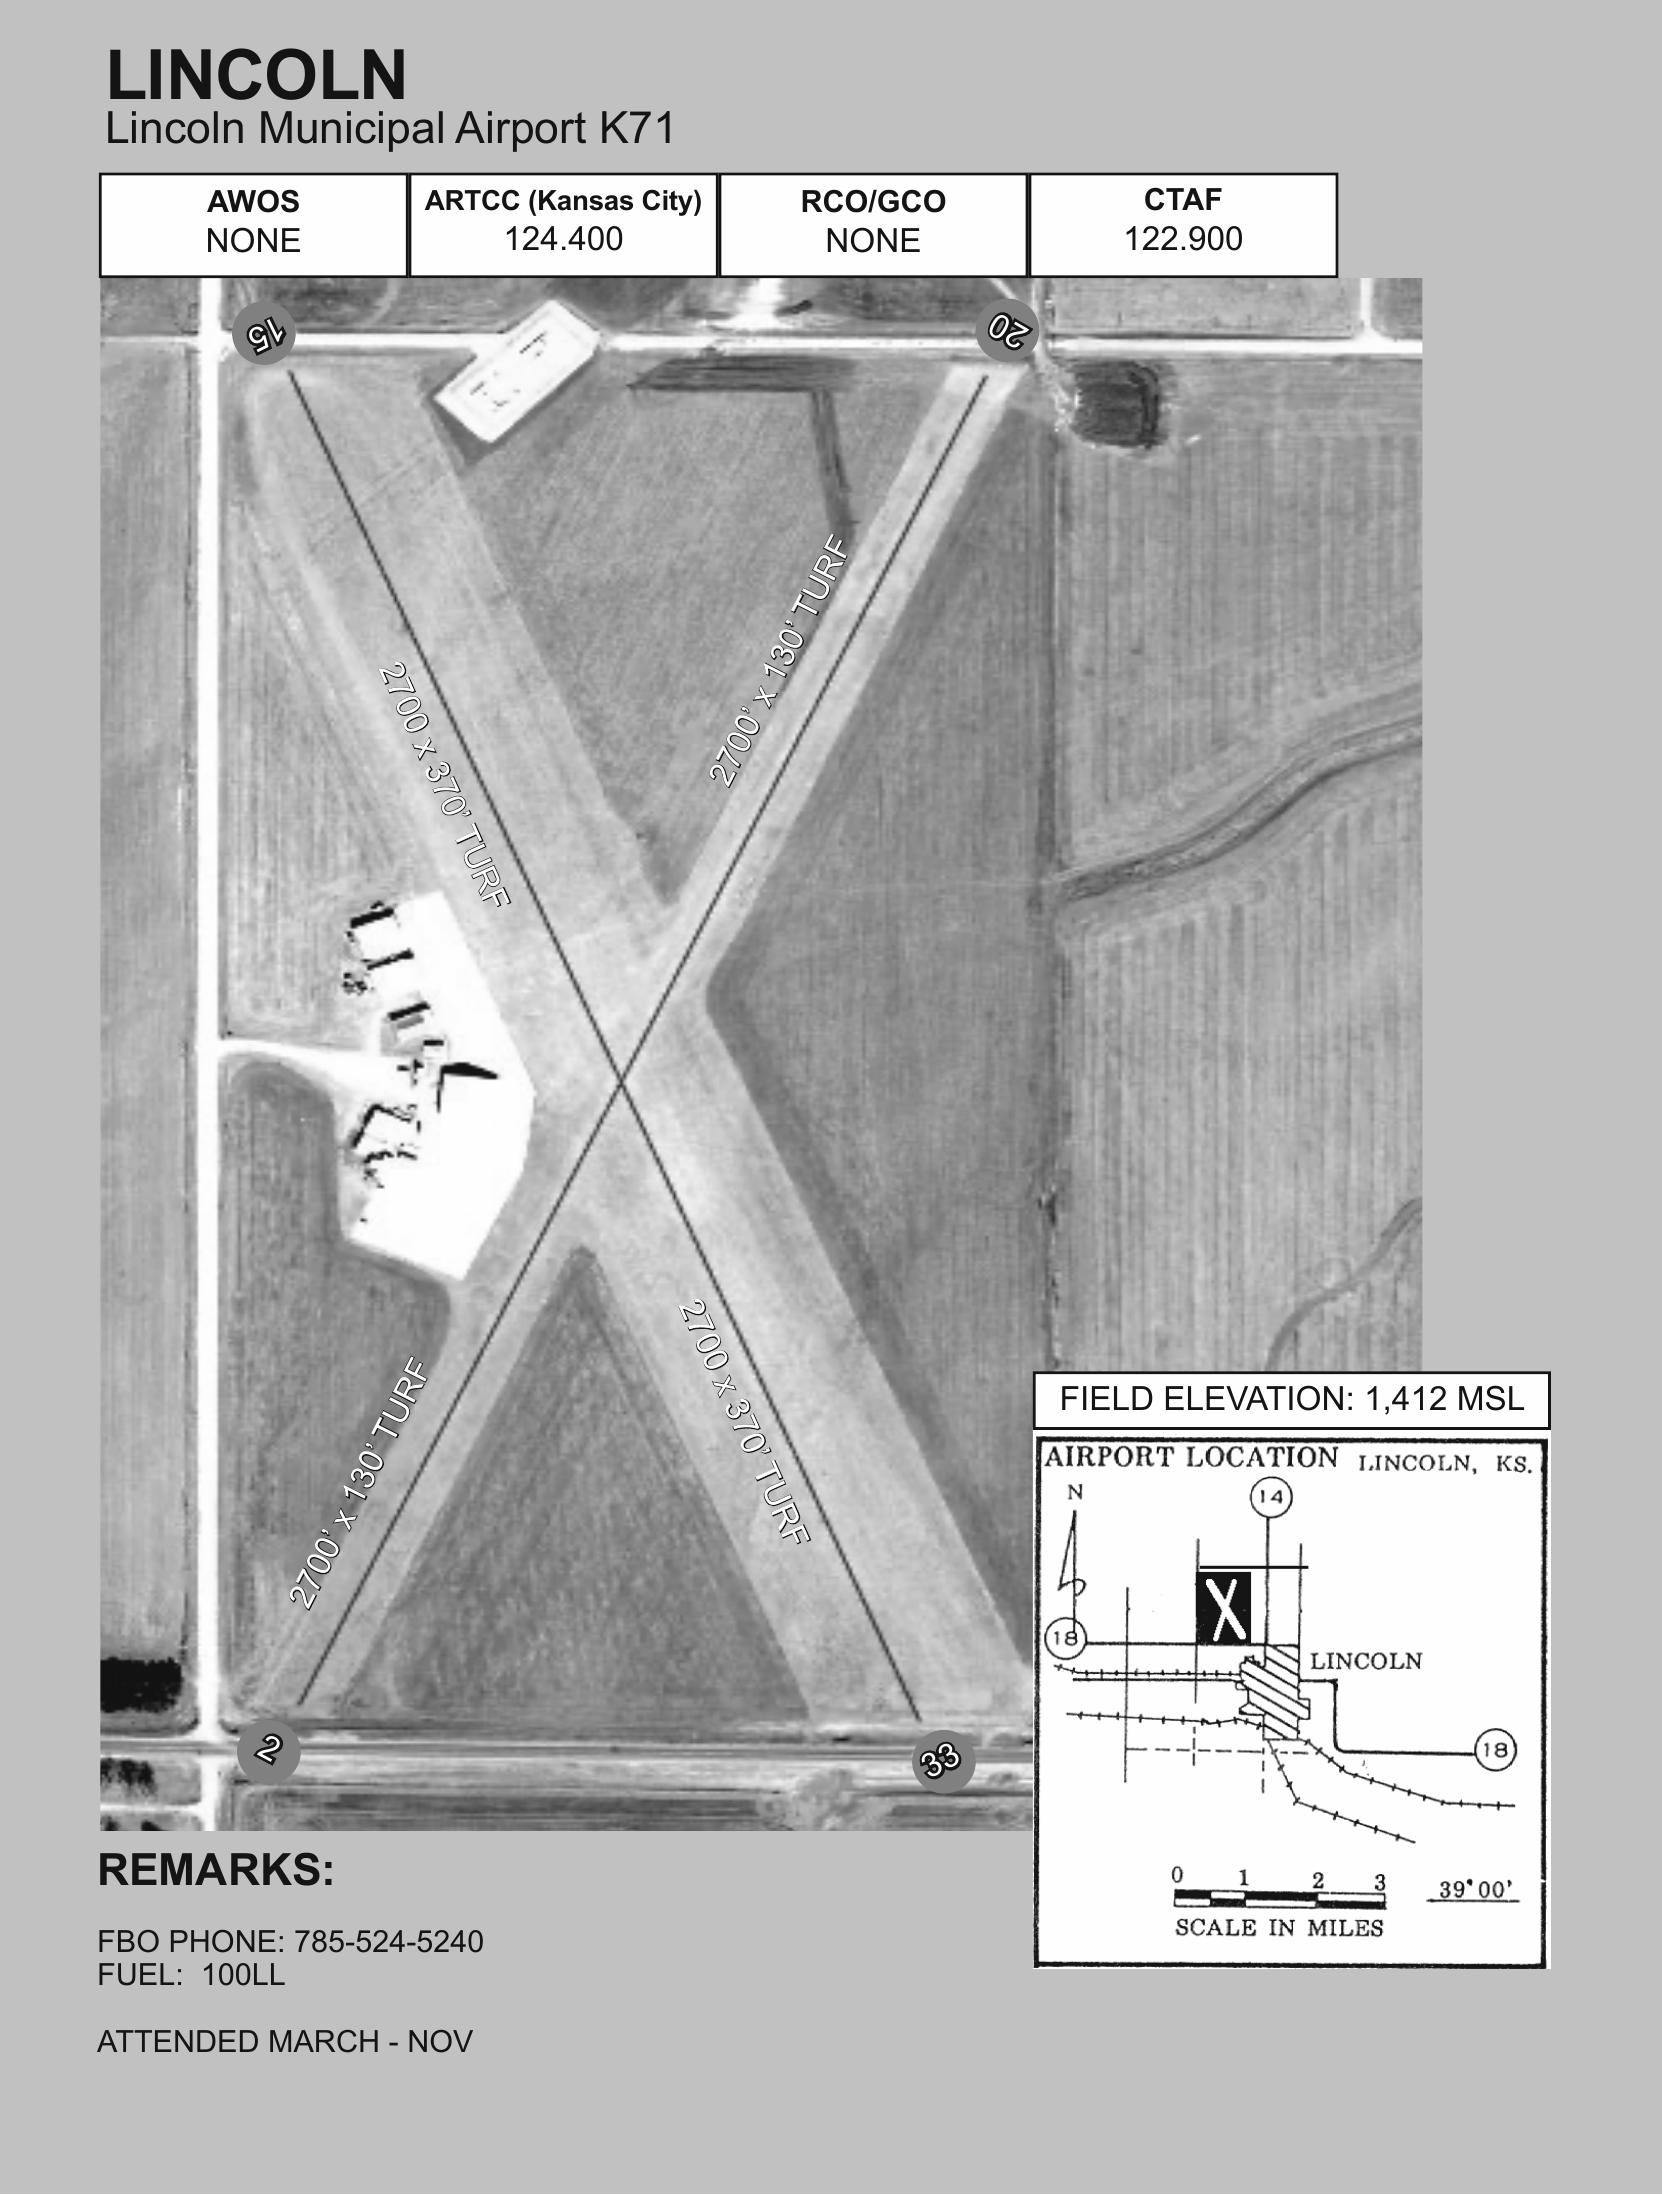 LINCOLN
Lincoln Municipal Airport K71
AWOS
NONE
ARTCC (Kansas City)
124.400
RCO/GCO
NONE
CTAF
122.900
15
20
2700 x 370' TURF
2700' x 130' TURF
2700' x 130' TURF
2700 x 370' TURF
2
33
FIELD ELEVATION: 1,412 MSL
AIRPORT LOCATION LINCOLN, KS.
N
14
18
LINCOLN
18
0 1 2 3
39°00'
SCALE IN MILES
REMARKS:
FBO PHONE: 785-524-5240
FUEL: 100LL
ATTENDED MARCH - NOV